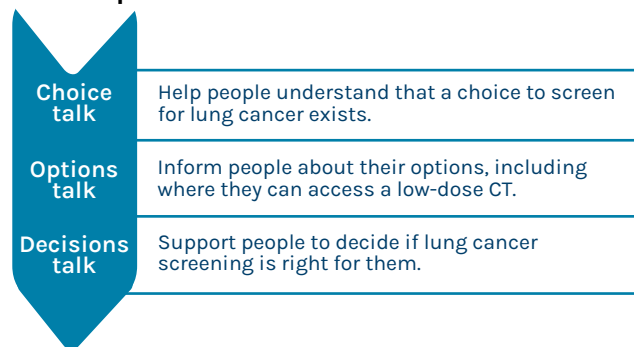 Choice
talk
Help people understand that a choice to screen
for lung cancer exists.
Options
talk
Inform people about their options, including
where they can access a low-dose CT.
Decisions
talk
Support people to decide if lung cancer
screening is right for them.